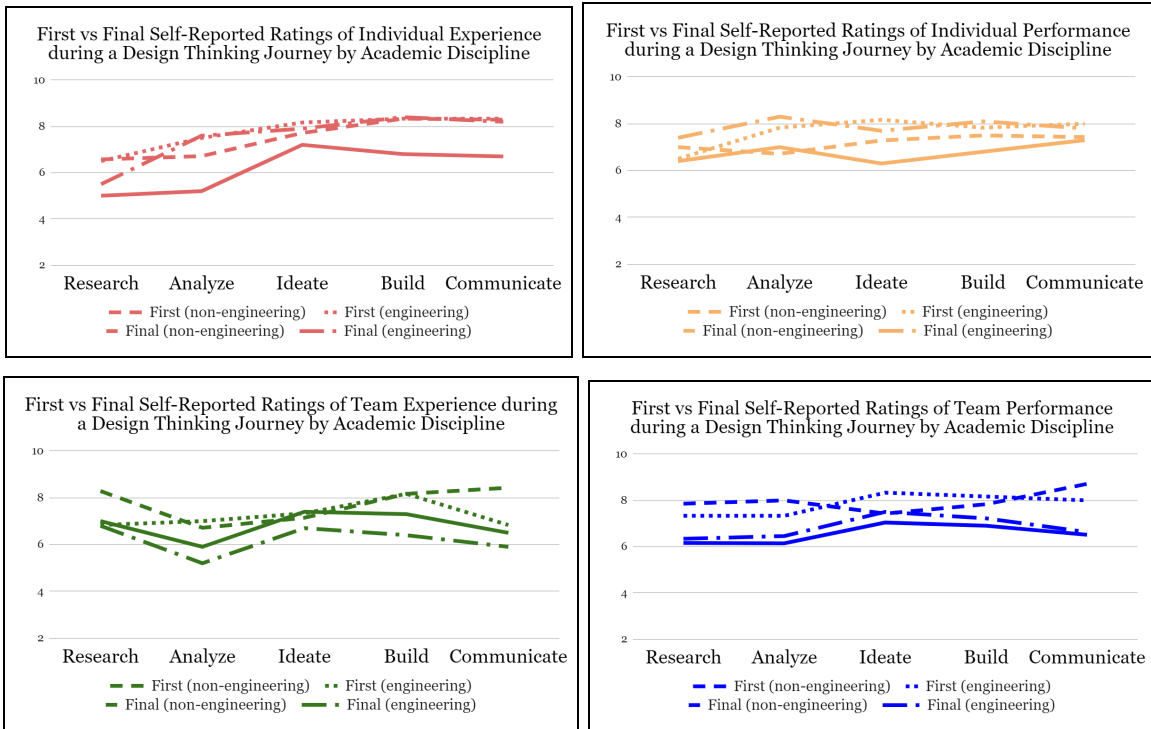 First vs Final Self-Reported Ratings of Individual Experience
during a Design Thinking Journey by Academic Discipline
10
8
6
4
2
Research Analyze Ideate Build Communicate
First (non-engineering) First (engineering)
Final (non-engineering) Final (engineering)
First vs Final Self-Reported Ratings of Individual Performance
during a Design Thinking Journey by Academic Discipline
10
8
6
4
2
Research Analyze Ideate Build Communicate
First (non-engineering) First (engineering)
Final (non-engineering) Final (engineering)
First vs Final Self-Reported Ratings of Team Experience during
a Design Thinking Journey by Academic Discipline
10
8
6
4
2
Research Analyze Ideate Build Communicate
First (non-engineering) First (engineering)
Final (non-engineering) Final (engineering)
First vs Final Self-Reported Ratings of Team Performance
during a Design Thinking Journey by Academic Discipline
10
8
6
4
2
Research Analyze Ideate Build Communicate
First (non-engineering) First (engineering)
Final (non-engineering) Final (engineering)